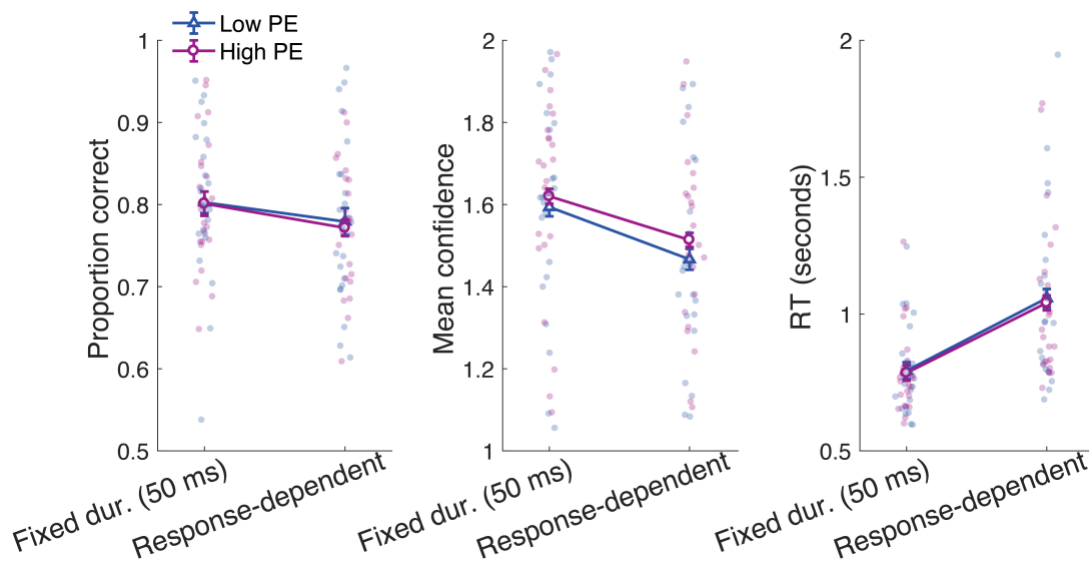 Low PE
High PE
Proportion correct
1
0.9
0.8
0.7
0.6
0.5
Fixed dur. (50 ms)
Response-dependent
Mean confidence
2
1.8
1.6
1.4
1.2
1
Fixed dur. (50 ms)
Response-dependent
RT (seconds)
2
1.5
1
0.5
Fixed dur. (50 ms)
Response-dependent